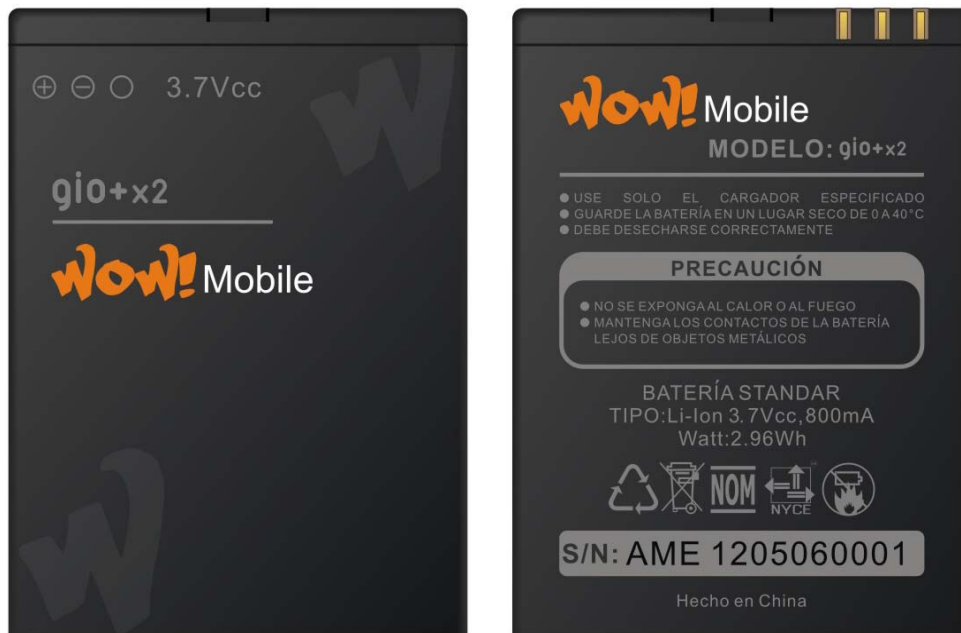 3.7Vcc
gio+x2
WOW! Mobile
WOW! Mobile
MODELO: gio+x2
● USE SOLO EL CARGADOR ESPECIFICADO
● GUARDE LA BATERÍA EN UN LUGAR SECO DE 0 A 40°C
● DEBE DESECHARSE CORRECTAMENTE
PRECAUCIÓN
● NO SE EXPONGA AL CALOR O AL FUEGO
● MANTENGA LOS CONTACTOS DE LA BATERÍA
LEJOS DE OBJETOS METÁLICOS
BATERÍA STANDAR
TIPO:Li-Ion 3.7Vcc,800mA
Watt:2.96Wh
NOM
NYCE
S/N: AME 1205060001
Hecho en China